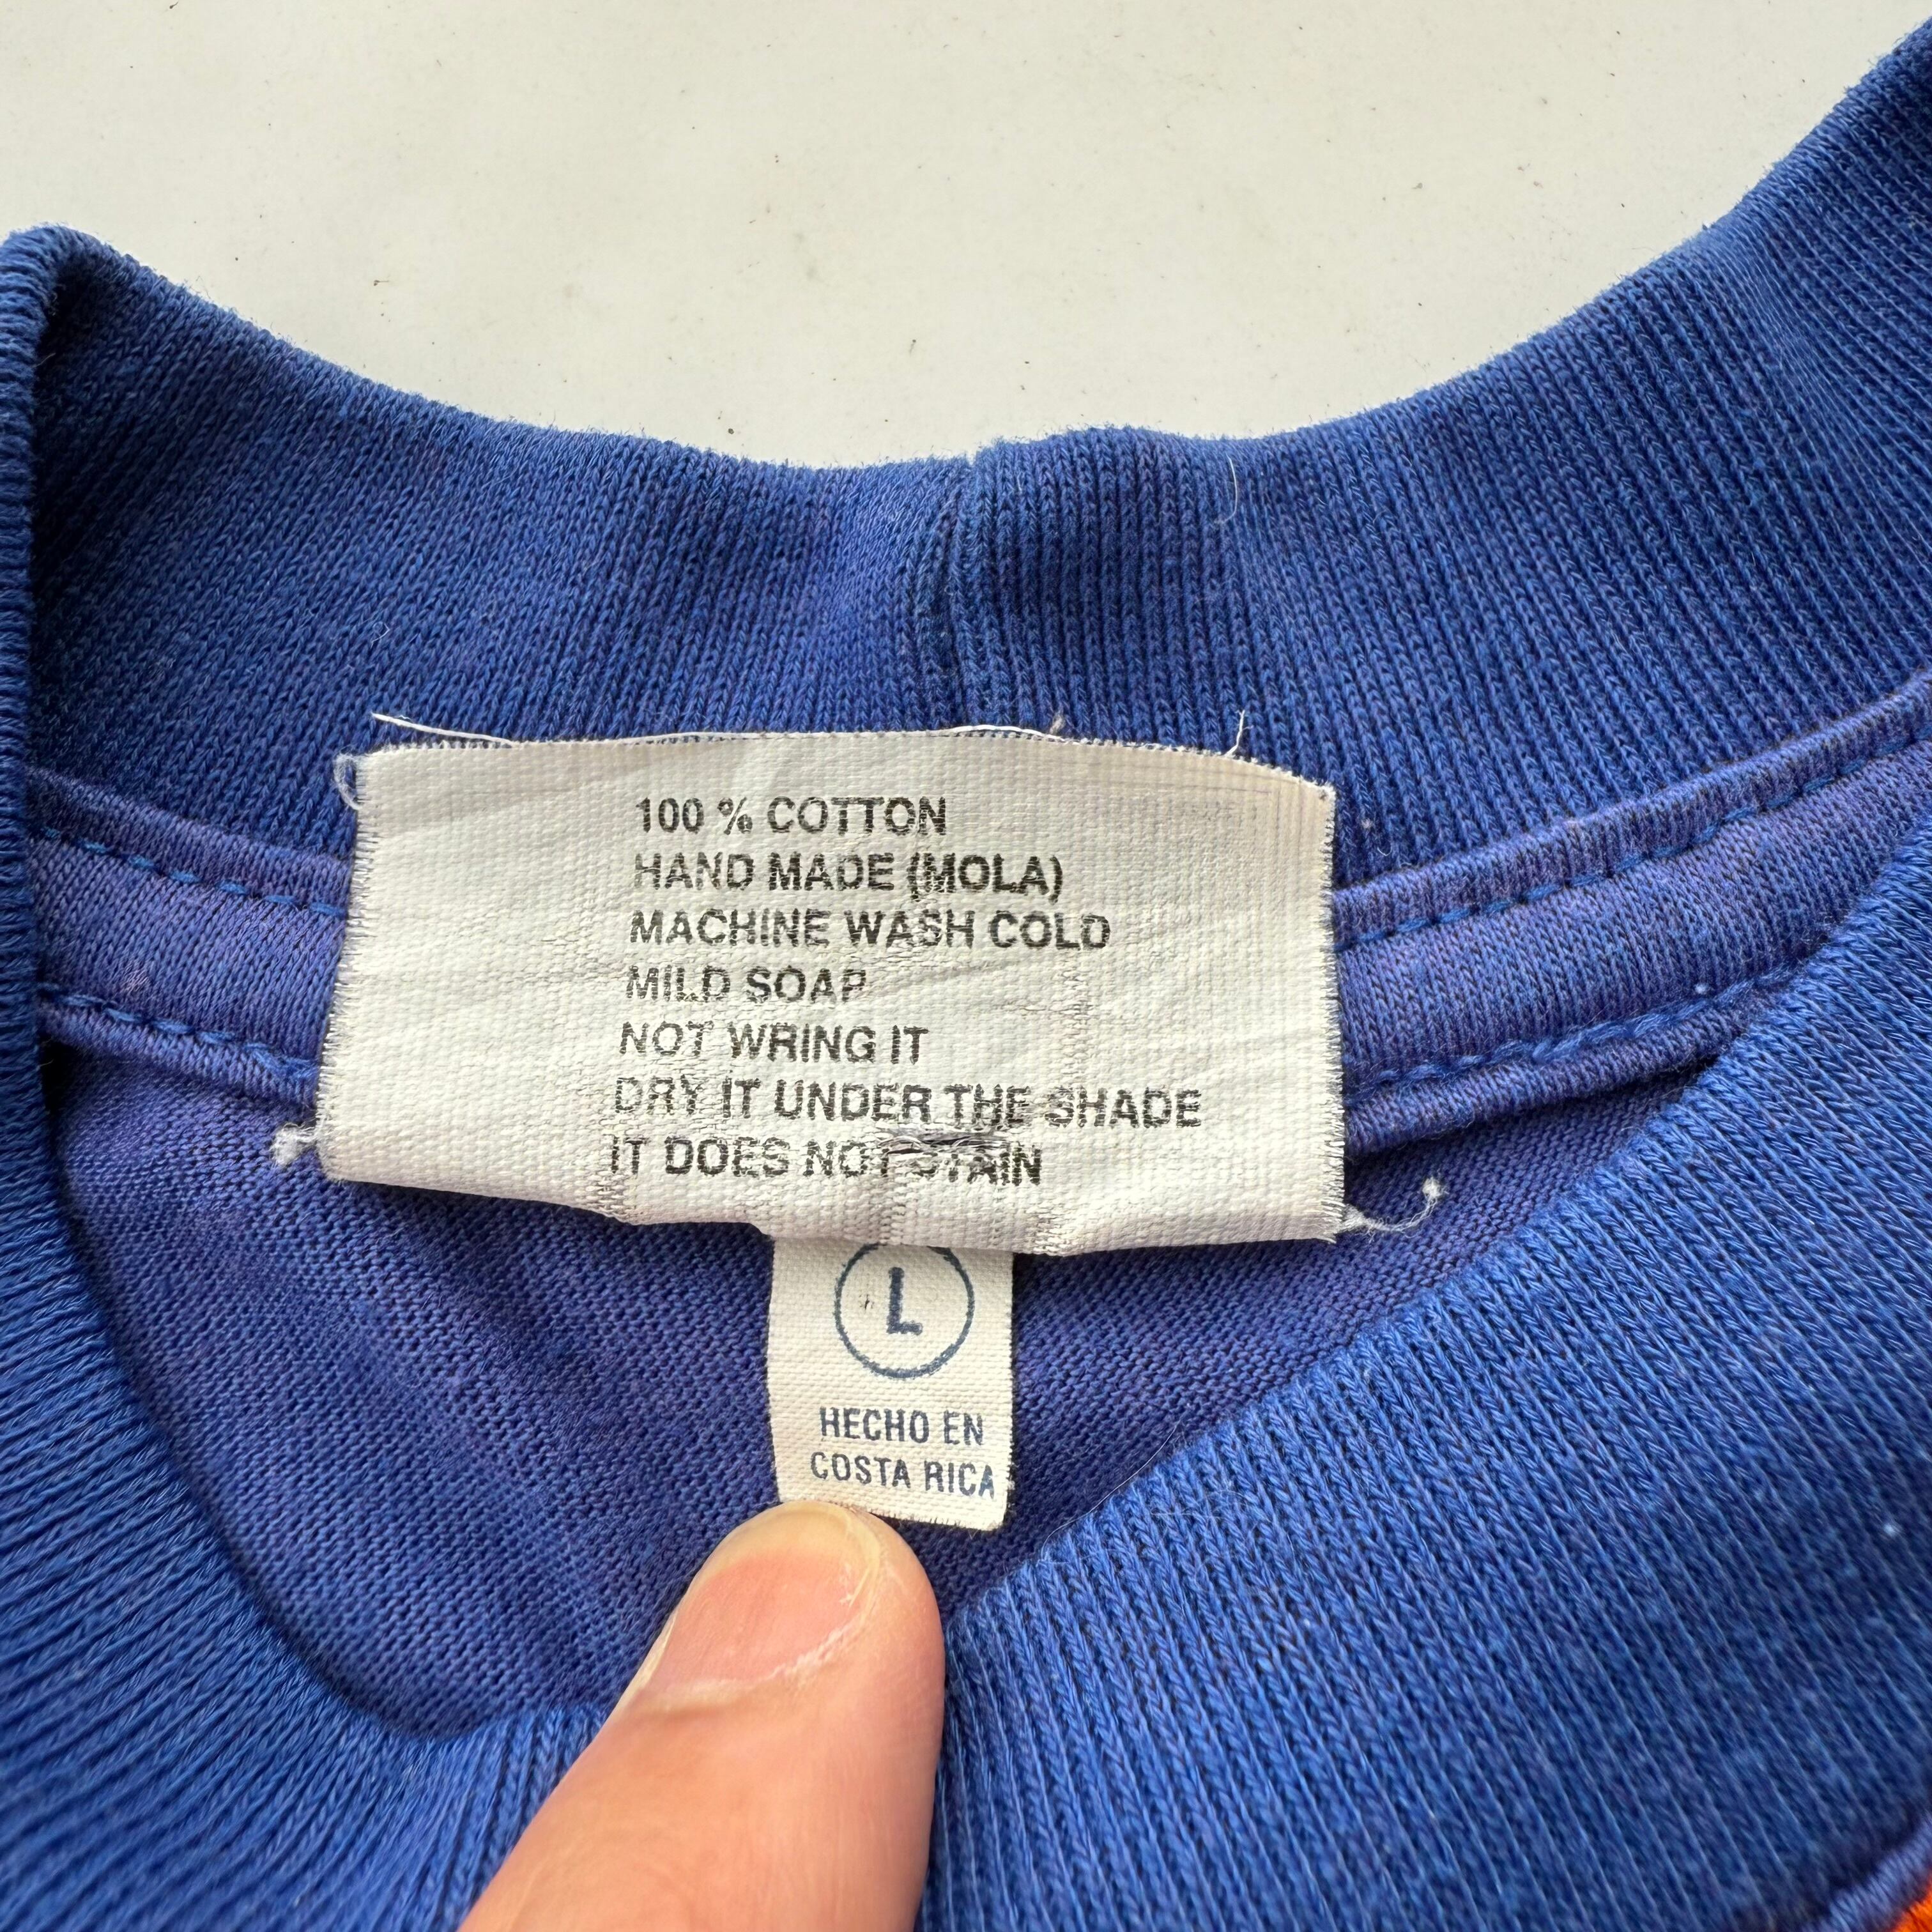 100 % COTTON
HAND MADE (MOLA)
MACHINE WASH COLD
MILD SOAP
NOT WRING IT
DRY IT UNDER THE SHADE
IT DOES NOT STAIN
L
HECHO EN
COSTA RICA